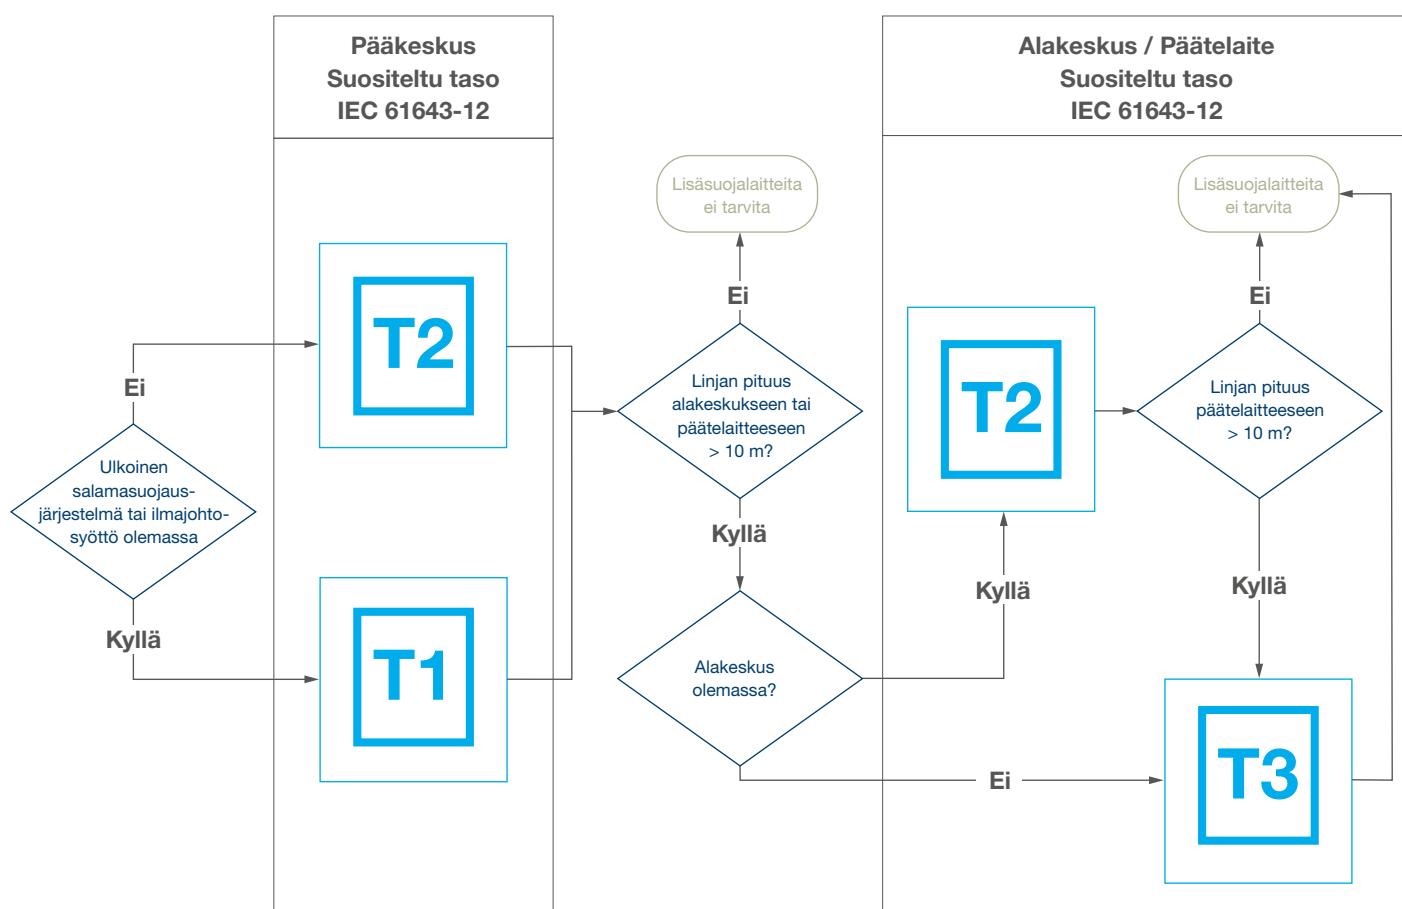 Pääkeskus
Suositeltu taso
IEC 61643-12
Alakeskus / Päätelaite
Suositeltu taso
IEC 61643-12
Ei
Ulkoinen
salamasuojaus-
järjestelmä tai ilmajohto-
syöttö olemassa
Kyllä
T2
T1
Lisäsuojalaitteita
ei tarvita
Ei
Linjan pituus
alakeskukseen tai
päätelaitteeseen
> 10 m?
Kyllä
Alakeskus
olemassa?
Kyllä
Ei
T2
Lisäsuojalaitteita
ei tarvita
Ei
Linjan pituus
päätelaitteeseen
> 10 m?
Kyllä
T3